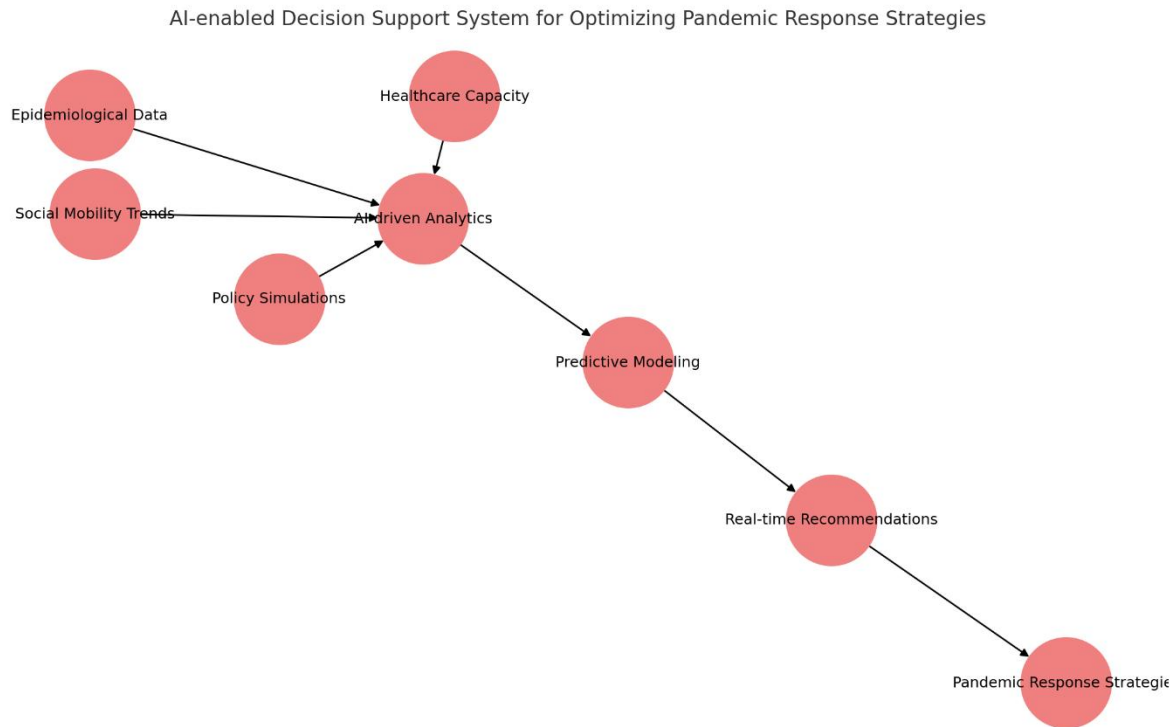 AI-enabled Decision Support System for Optimizing Pandemic Response Strategies
Healthcare Capacity
Epidemiological Data
Social Mobility Trends
AI-driven Analytics
Policy Simulations
Predictive Modeling
Real-time Recommendations
Pandemic Response Strategie